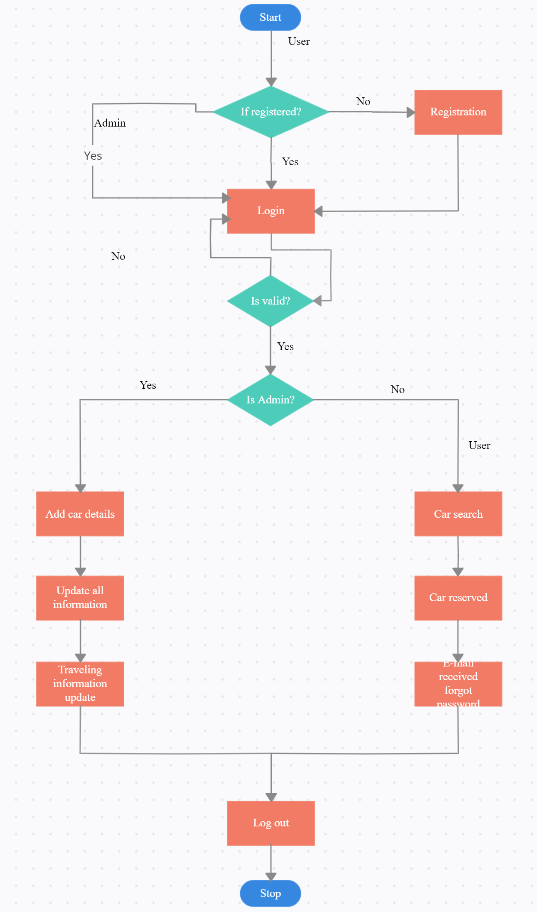 Start
User
If registered?
No
Registration
Admin
Yes
Yes
Login
No
Is valid?
Yes
Is Admin?
Yes
No
User
Add car details
Car search
Update all
information
Car reserved
Traveling
information
update
E-mail
received
forgot
password
Log out
Stop